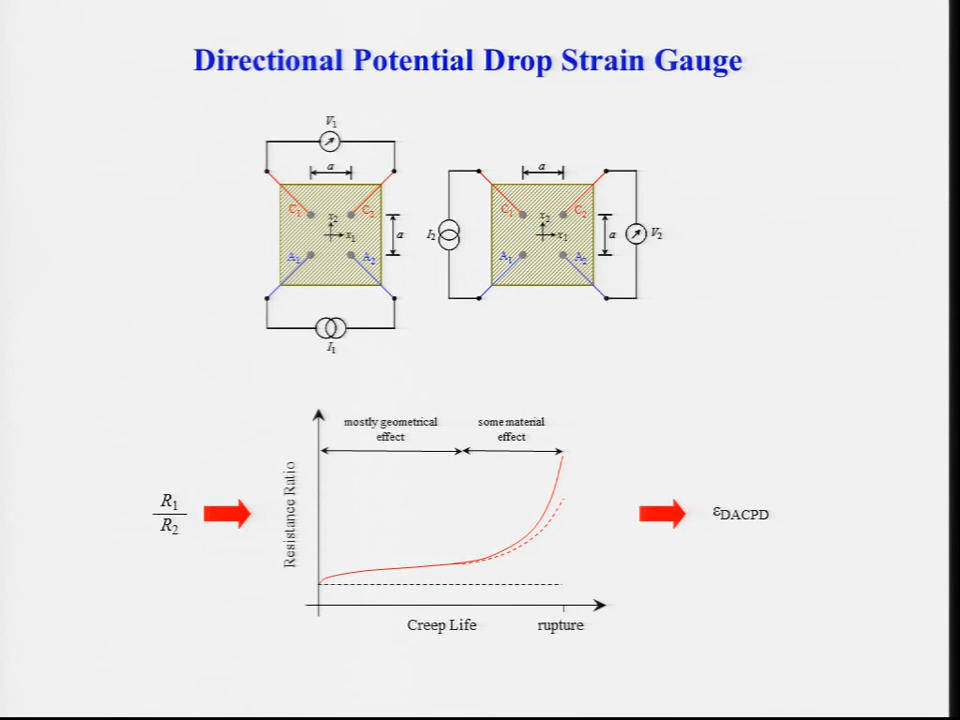 Directional Potential Drop Strain Gauge
V1
a
C1 C2
x2
x1
a
A1 A2
I1
a
C1 C2
x2
x1
a
I2
V2
A1 A2
mostly geometrical
effect
some material
effect
Resistance Ratio
R1
R2
εDACPD
Creep Life
rupture